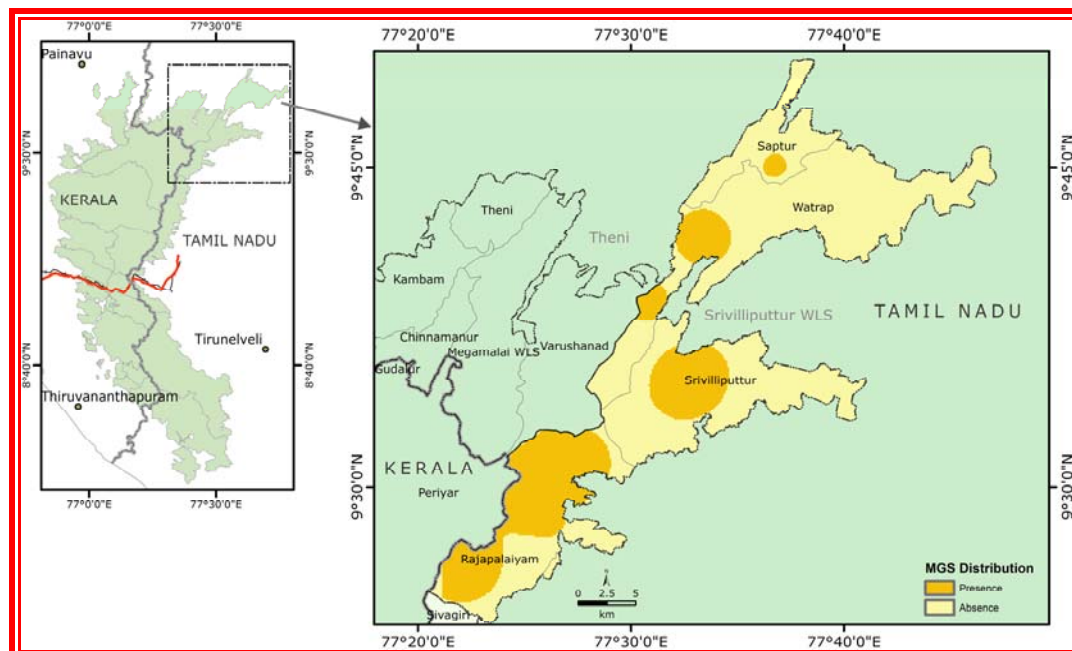 77°0'0"E 77°30'0"E
Painavu
9°30'0"N
9°30'0"N
KERALA
TAMIL NADU
Tirunelveli
8°40'0"N
8°40'0"N
Thiruvananthapuram
77°0'0"E 77°30'0"E
77°20'0"E 77°30'0"E 77°40'0"E
9°45'0"N
9°45'0"N
Saptur
Theni
Watrap
Theni
Kambam
Srivilliputtur WLS
TAMIL NADU
Chinnamanur
Varushanad
Megamalai WLS
Gudalur
Srivilliputtur
KERALA
Periyar
9°30'0"N
9°30'0"N
Rajapalaiyam
Sivagiri
N
0 2.5 5
km
MGS Distribution
Presence
Absence
77°20'0"E 77°30'0"E 77°40'0"E